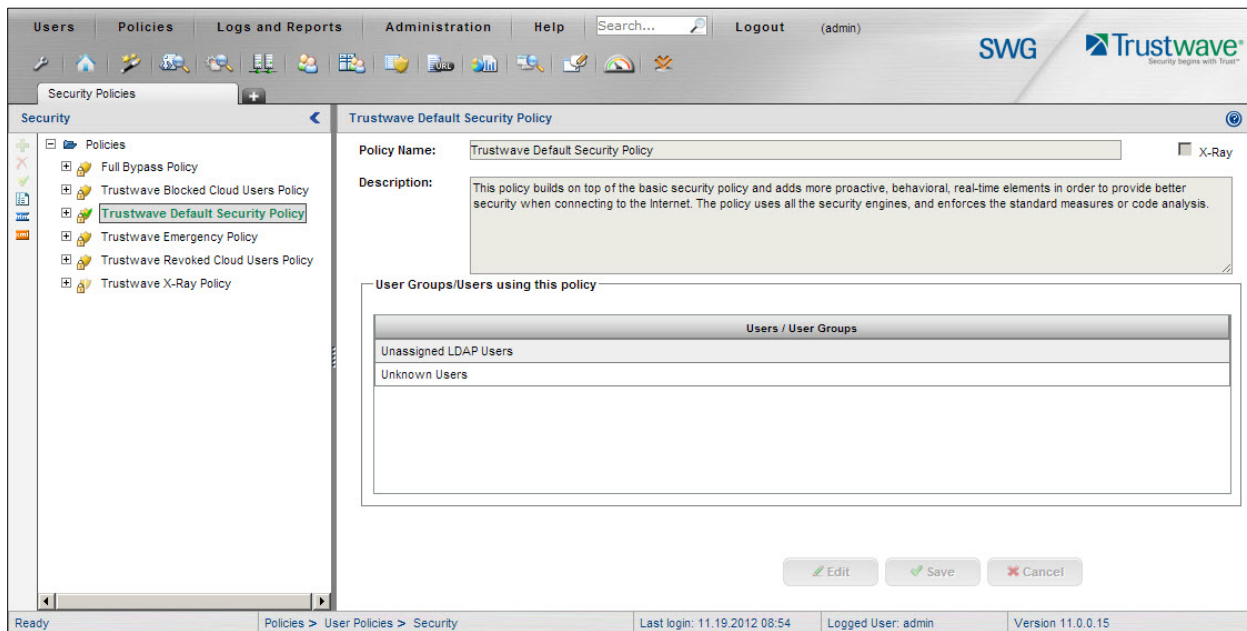 Users Policies Logs and Reports Administration Help Search... Logout (admin)
SWG Trustwave®
Security begins with Trust™
URL
Security Policies
Security
Trustwave Default Security Policy
Policies
Full Bypass Policy
Trustwave Blocked Cloud Users Policy
Trustwave Default Security Policy
Trustwave Emergency Policy
Trustwave Revoked Cloud Users Policy
Trustwave X-Ray Policy
Policy Name: Trustwave Default Security Policy X-Ray
Description: This policy builds on top of the basic security policy and adds more proactive, behavioral, real-time elements in order to provide better
security when connecting to the Internet. The policy uses all the security engines, and enforces the standard measures or code analysis.
User Groups/Users using this policy
Users / User Groups
Unassigned LDAP Users
Unknown Users
Edit Save Cancel
Ready Policies > User Policies > Security Last login: 11.19.2012 08:54 Logged User: admin Version 11.0.0.15